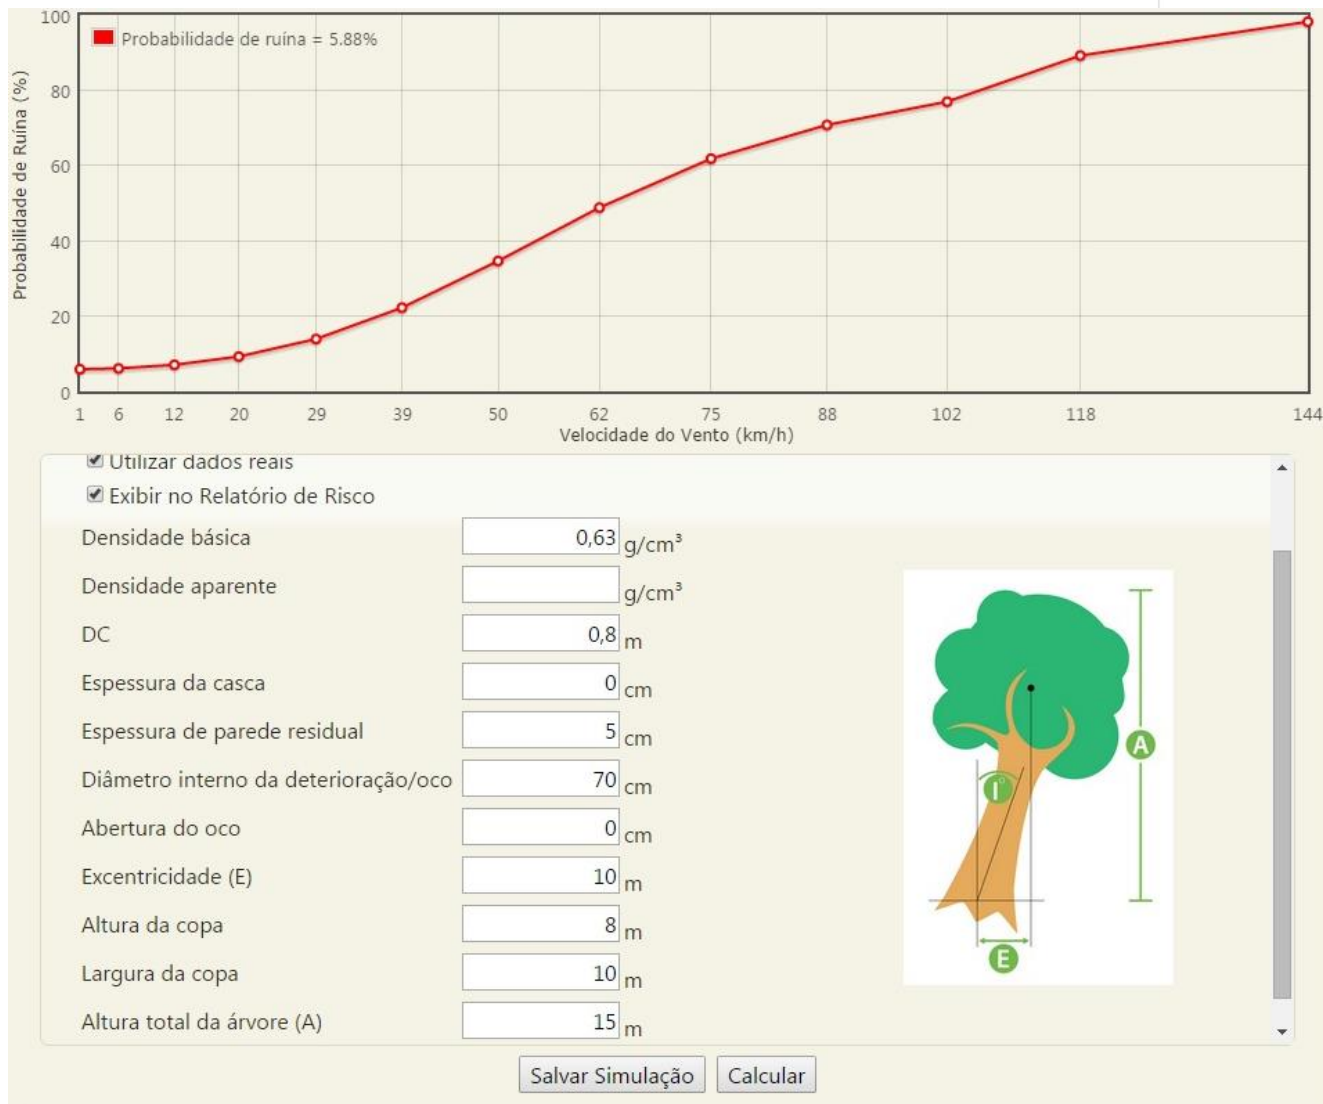 100
Probabilidade de ruína = 5.88%
80
60
40
20
0
Probabilidade de Ruína (%)
1 6 12 20 29 39 50 62 75 88 102 118 144
Velocidade do Vento (km/h)
Utilizar dados reais
Exibir no Relatório de Risco
Densidade básica 0,63 g/cm³
Densidade aparente g/cm³
DC 0,8 m
Espessura da casca 0 cm
Espessura de parede residual 5 cm
Diâmetro interno da deterioração/oco 70 cm
Abertura do oco 0 cm
Excentricidade (E) 10 m
Altura da copa 8 m
Largura da copa 10 m
Altura total da árvore (A) 15 m
A
I°
E
Salvar Simulação Calcular